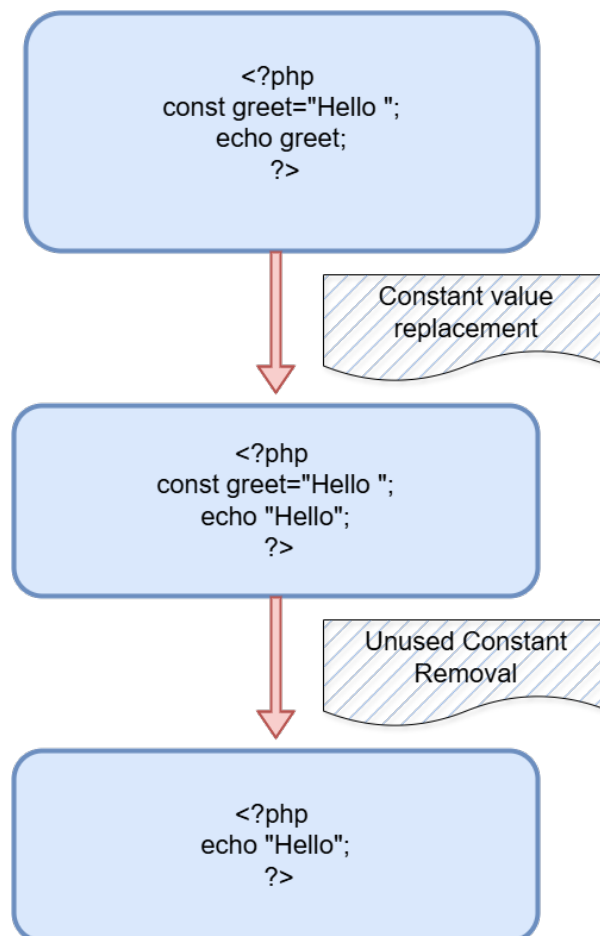 <?php
const greet="Hello ";
echo greet;
?>
Constant value
replacement
<?php
const greet="Hello ";
echo "Hello";
?>
Unused Constant
Removal
<?php
echo "Hello";
?>